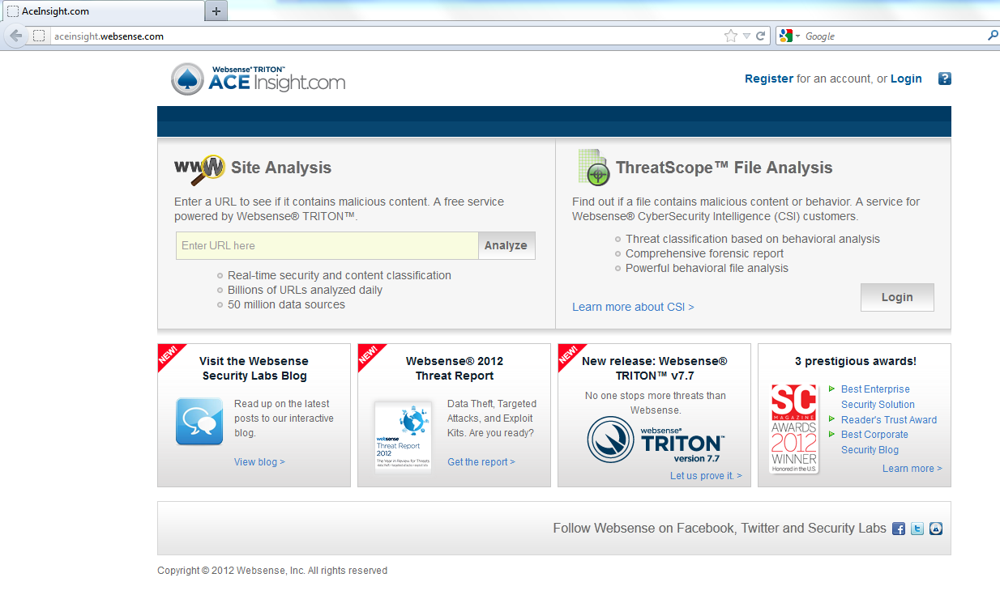 AceInsight.com
aceinsight.websense.com
Google
Websense® TRITON™
ACE Insight.com
Register for an account, or Login
?
www Site Analysis
Enter a URL to see if it contains malicious content. A free service
powered by Websense® TRITON™.
Enter URL here
Analyze
Real-time security and content classification
Billions of URLs analyzed daily
50 million data sources
ThreatScope™ File Analysis
Find out if a file contains malicious content or behavior. A service for
Websense® CyberSecurity Intelligence (CSI) customers.
Threat classification based on behavioral analysis
Comprehensive forensic report
Powerful behavioral file analysis
Learn more about CSI >
Login
NEW!
Visit the Websense
Security Labs Blog
Read up on the latest
posts to our interactive
blog.
View blog >
NEW!
Websense® 2012
Threat Report
websense
Threat Report
2012
The Year in Review for Threats
Data Theft, Targeted
Attacks, and Exploit
Kits. Are you ready?
Get the report >
NEW!
New release: Websense®
TRITON™ v7.7
No one stops more threats than
Websense.
websense®
TRITON™
version 7.7
Let us prove it. >
3 prestigious awards!
SC
MAGAZINE
AWARDS
2012
WINNER
Honored in the U.S.
Best Enterprise
Security Solution
Reader's Trust Award
Best Corporate
Security Blog
Learn more >
Follow Websense on Facebook, Twitter and Security Labs
Copyright © 2012 Websense, Inc. All rights reserved